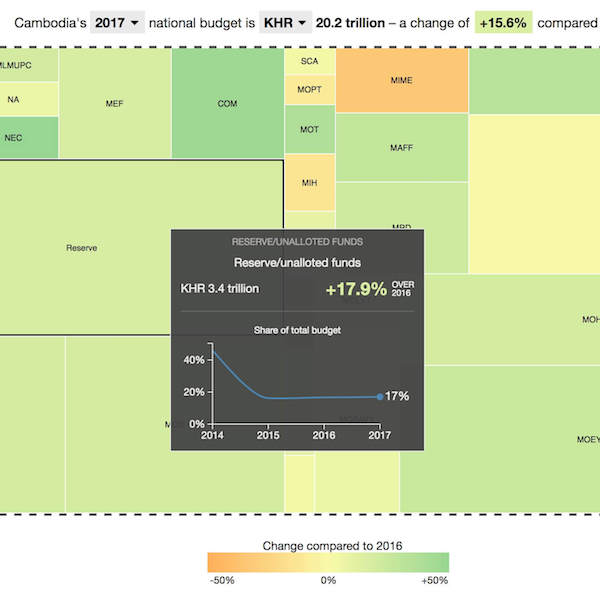 Cambodia's 2017 national budget is KHR 20.2 trillion – a change of +15.6% compared
MLMUPC
NA
NEC
MEF
COM
SCA
MOPT
MOT
MIH
MIME
MAFF
MRD
Reserve
RESERVE/UNALLOTED FUNDS
Reserve/unalloted funds
KHR 3.4 trillion +17.9% OVER 2016
Share of total budget
40%
20%
0%
17%
2014 2015 2016 2017
MOH
MOEY
Change compared to 2016
-50% 0% +50%